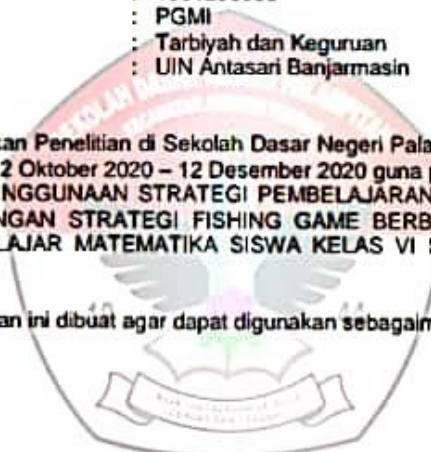 : PGMI
: Tarbiyah dan Keguruan
: UIN Antasari Banjarmasin
kan Penelitian di Sekolah Dasar Negeri Pala
2 Oktober 2020 – 12 Desember 2020 guna p
NGGUNAAN STRATEGI PEMBELAJARAN
NGAN STRATEGI FISHING GAME BERB
LAJAR MATEMATIKA SISWA KELAS VI S
an ini dibuat agar dapat digunakan sebagaim